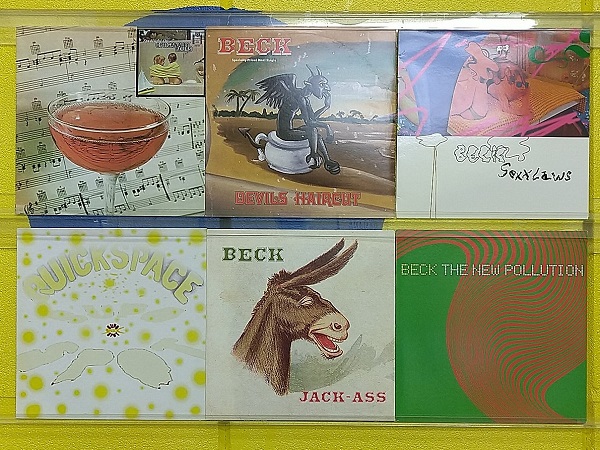 BECK
DEVILS HAIRCUT
BECK
Sexx Laws
QUICKSPACE
BECK
JACK-ASS
BECK THE NEW POLLUTION